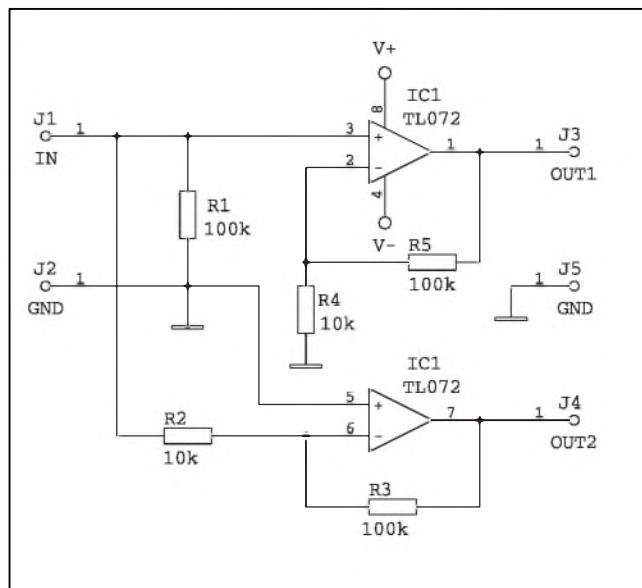 V+
J1
1
IN
IC1
TL072
8
3
+
2
-
1
4
V-
1
J3
OUT1
R1
100k
R5
100k
J2
1
GND
R4
10k
1
J5
GND
IC1
TL072
5
+
6
-
7
1
J4
OUT2
R2
10k
R3
100k